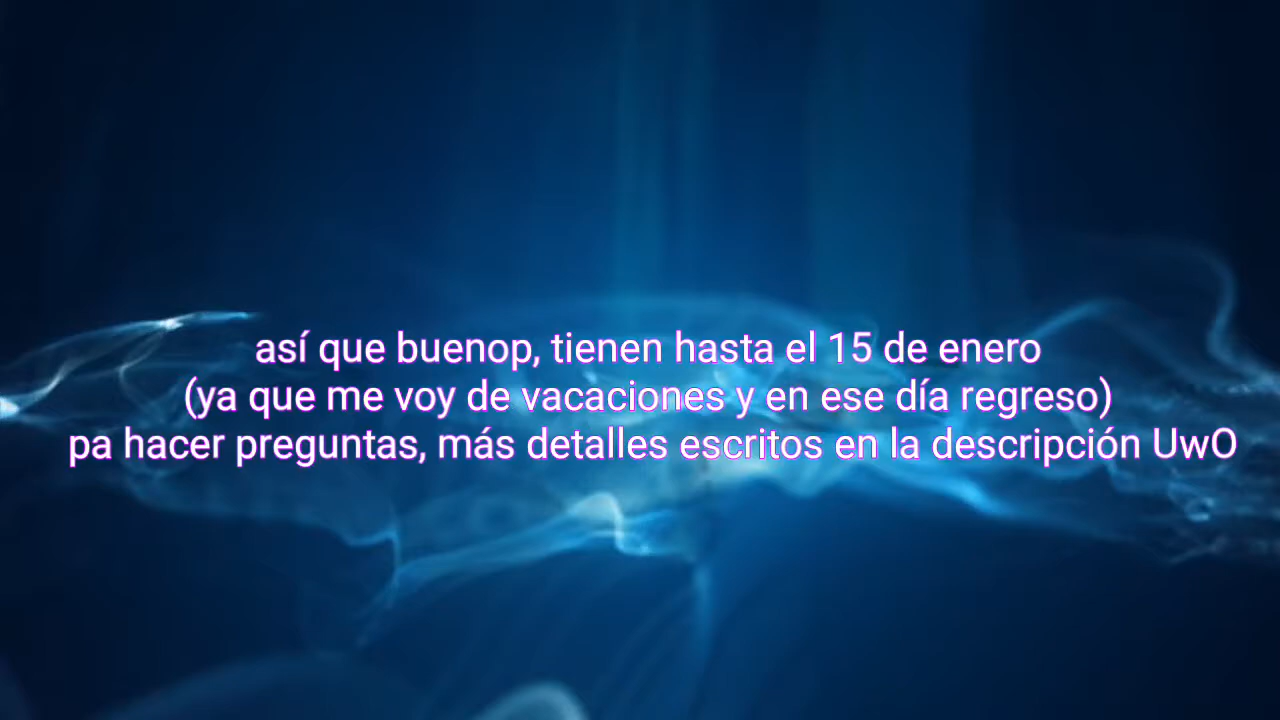 así que buenop, tienen hasta el 15 de enero
(ya que me voy de vacaciones y en ese día regreso)
pa hacer preguntas, más detalles escritos en la descripción UwO